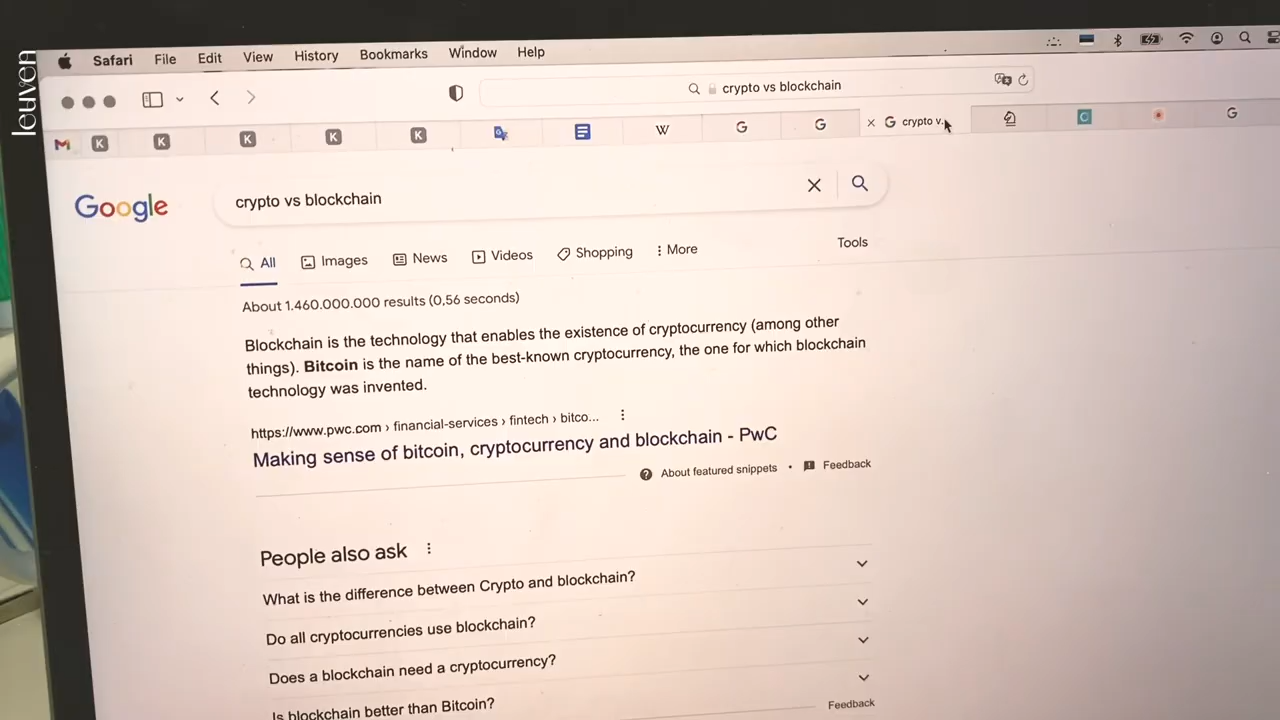 leuven
Safari File Edit View History Bookmarks Window Help
crypto vs blockchain
K K K K K W G G G crypto v. C G
Google
crypto vs blockchain
All Images News Videos Shopping More Tools
About 1.460.000.000 results (0,56 seconds)
Blockchain is the technology that enables the existence of cryptocurrency (among other
things). Bitcoin is the name of the best-known cryptocurrency, the one for which blockchain
technology was invented.
https://www.pwc.com › financial-services › fintech › bitco...
Making sense of bitcoin, cryptocurrency and blockchain - PwC
About featured snippets • Feedback
People also ask
What is the difference between Crypto and blockchain?
Do all cryptocurrencies use blockchain?
Does a blockchain need a cryptocurrency?
Is blockchain better than Bitcoin?
Feedback